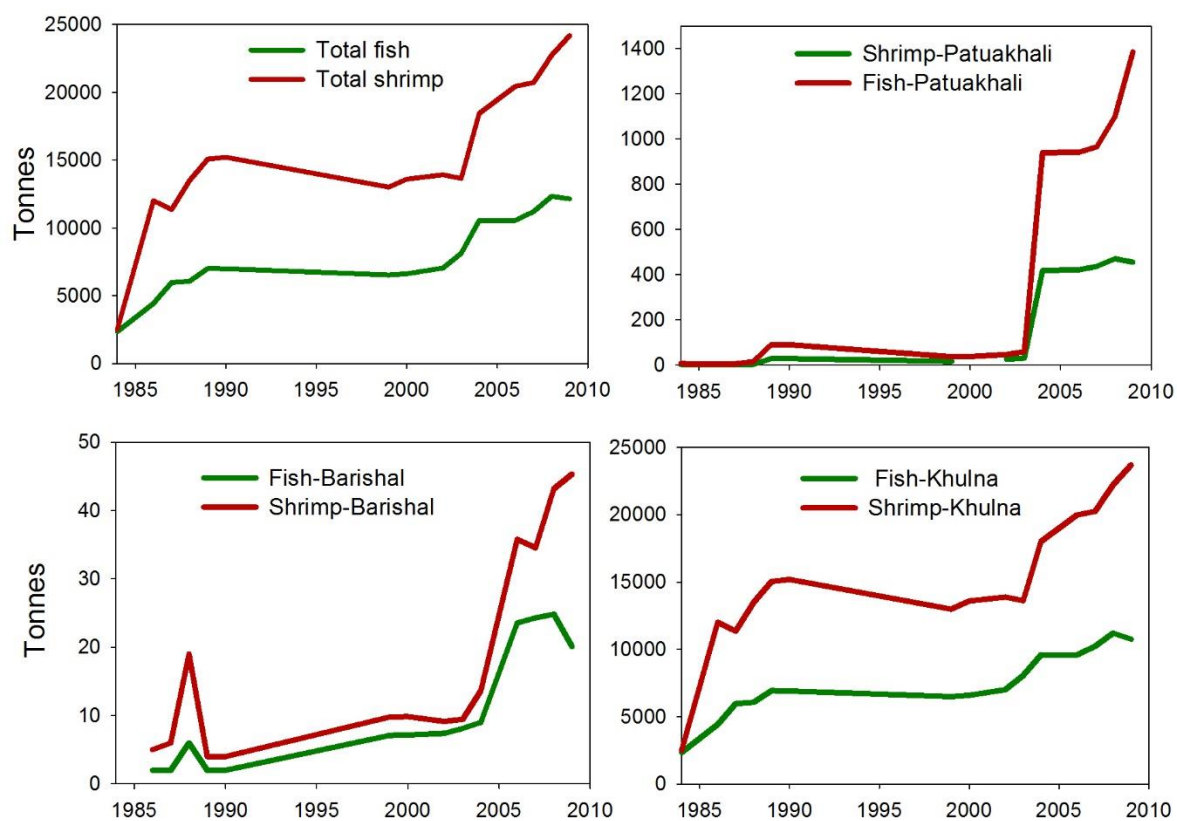 25000
20000
15000
10000
5000
0
Tonnes
Total fish
Total shrimp
1985 1990 1995 2000 2005 2010
1400
1200
1000
800
600
400
200
0
Shrimp-Patuakhali
Fish-Patuakhali
1985 1990 1995 2000 2005 2010
50
40
30
20
10
0
Tonnes
Fish-Barishal
Shrimp-Barishal
1985 1990 1995 2000 2005 2010
25000
20000
15000
10000
5000
0
Fish-Khulna
Shrimp-Khulna
1985 1990 1995 2000 2005 2010